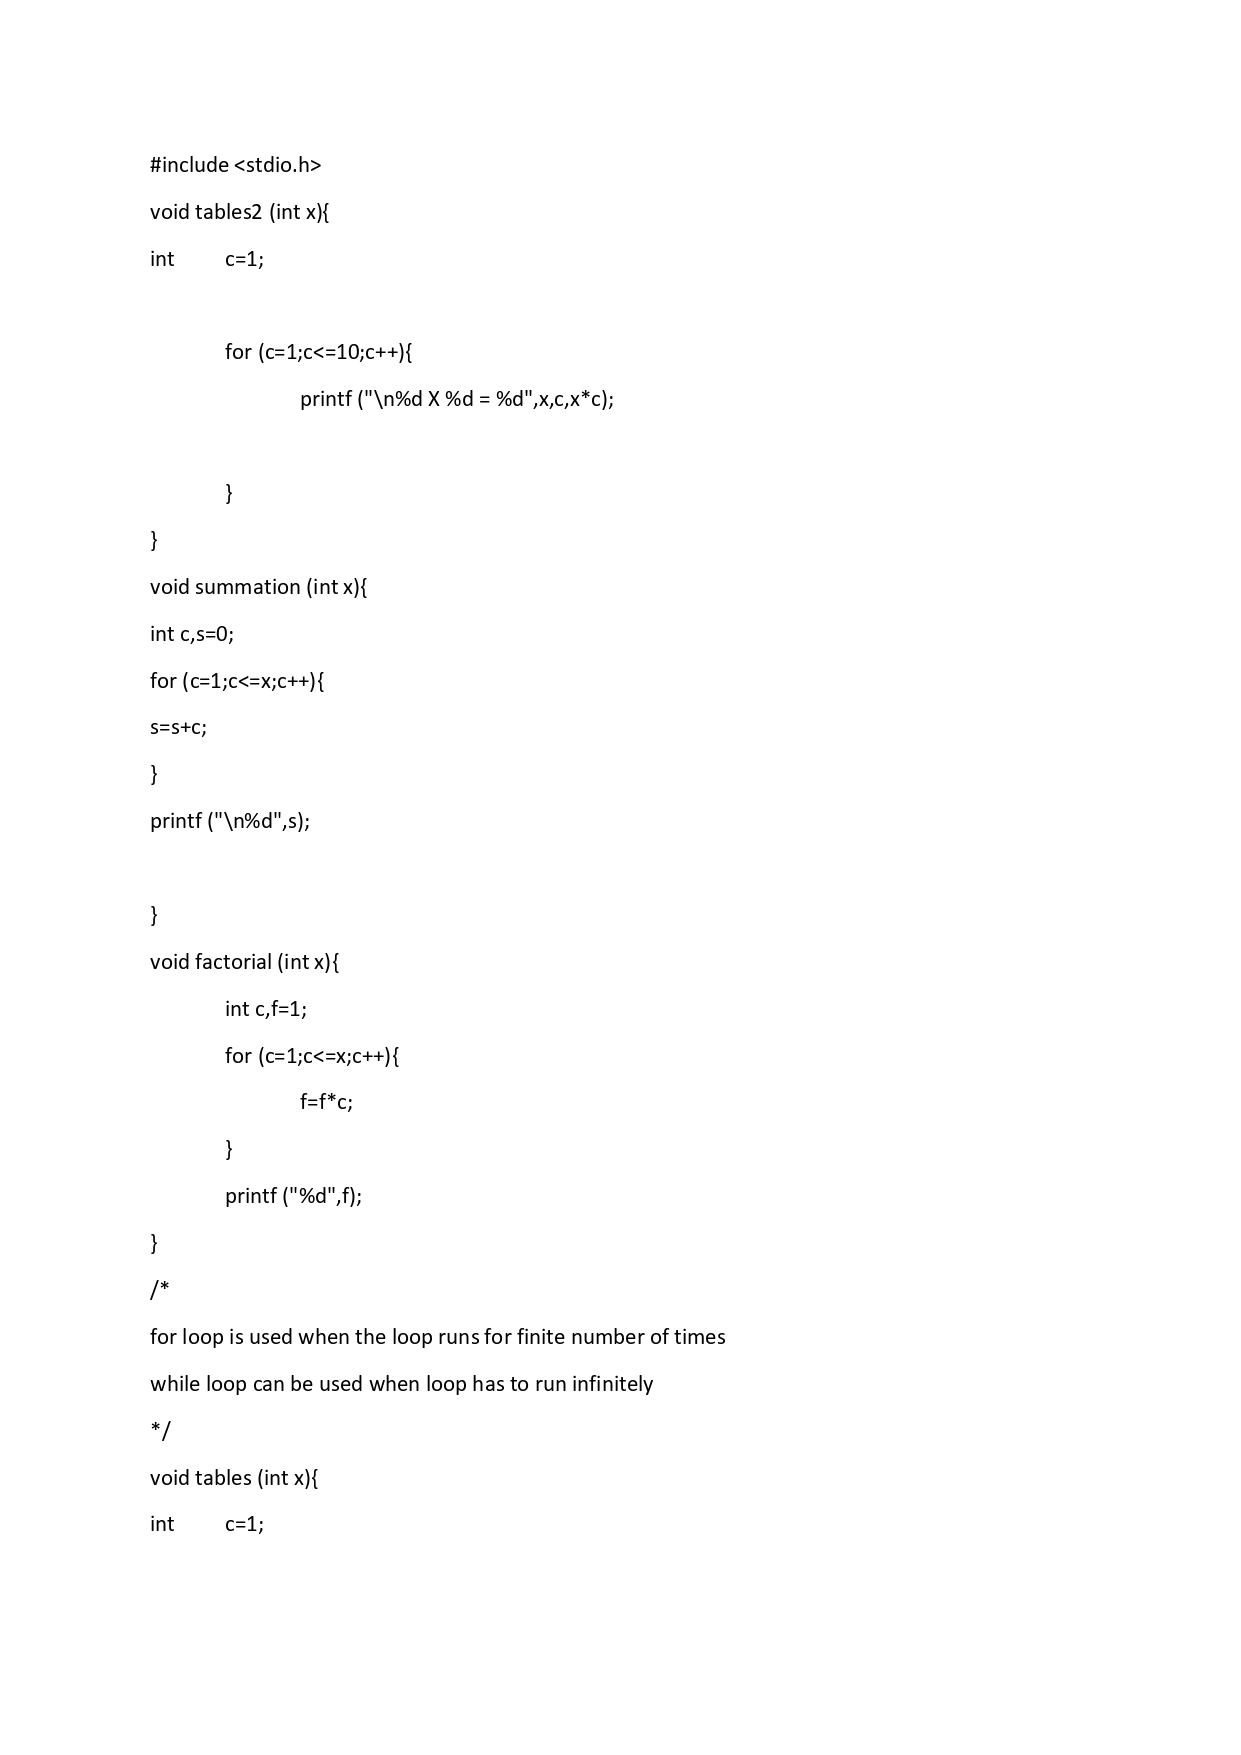 #include <stdio.h>
void tables2 (int x){
int c=1;
for (c=1;c<=10;c++){
printf ("\n%d X %d = %d",x,c,x*c);
}
}
void summation (int x){
int c,s=0;
for (c=1;c<=x;c++){
s=s+c;
}
printf ("\n%d",s);
}
void factorial (int x){
int c,f=1;
for (c=1;c<=x;c++){
f=f*c;
}
printf ("%d",f);
}
/*
for loop is used when the loop runs for finite number of times
while loop can be used when loop has to run infinitely
*/
void tables (int x){
int c=1;